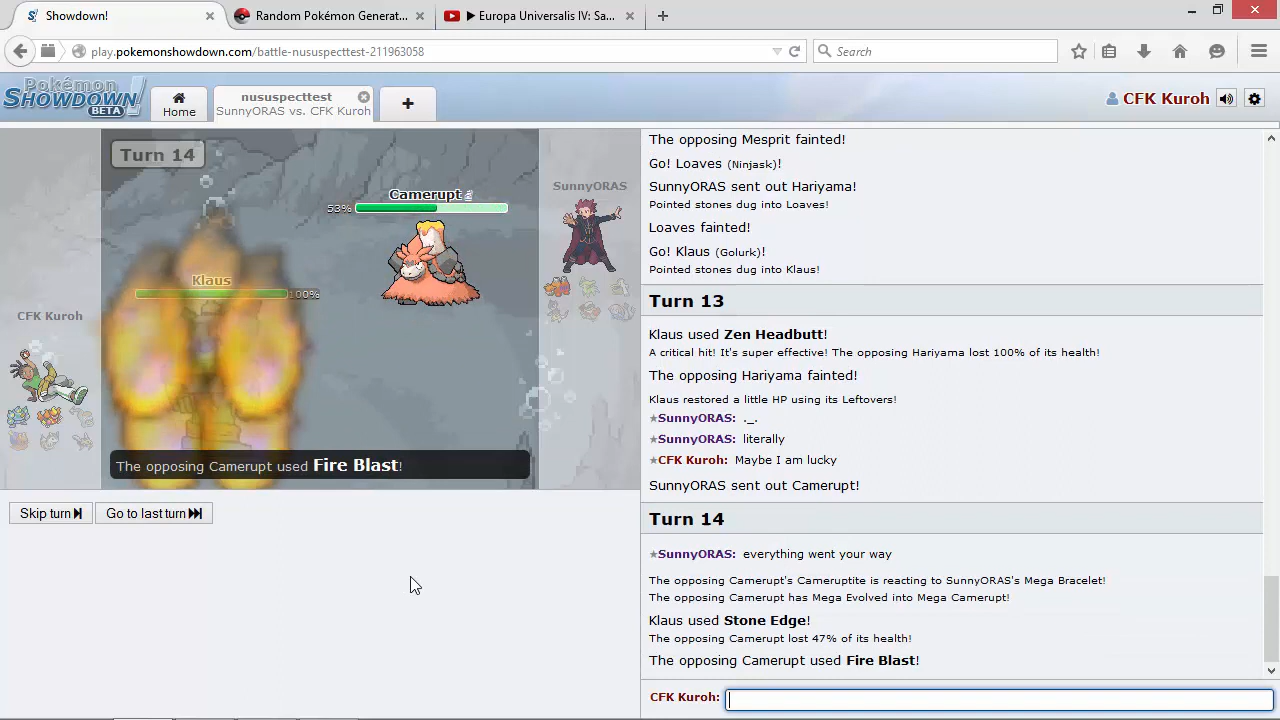 Showdown!
Random Pokémon Generat...
▶ Europa Universalis IV: Sa...
play.pokemonshowdown.com/battle-nususpecttest-211963058
Search
Pokémon
Showdown!
BETA
Home
nususpecttest
SunnyORAS vs. CFK Kuroh
CFK Kuroh
Turn 14
Camerupt
53%
SunnyORAS
Klaus
100%
CFK Kuroh
The opposing Camerupt used Fire Blast!
Skip turn
Go to last turn
The opposing Mesprit fainted!
Go! Loaves (Ninjask)!
SunnyORAS sent out Hariyama!
Pointed stones dug into Loaves!
Loaves fainted!
Go! Klaus (Golurk)!
Pointed stones dug into Klaus!
Turn 13
Klaus used Zen Headbutt!
A critical hit! It's super effective! The opposing Hariyama lost 100% of its health!
The opposing Hariyama fainted!
Klaus restored a little HP using its Leftovers!
★SunnyORAS: ._.
★SunnyORAS: literally
★CFK Kuroh: Maybe I am lucky
SunnyORAS sent out Camerupt!
Turn 14
★SunnyORAS: everything went your way
The opposing Camerupt's Cameruptite is reacting to SunnyORAS's Mega Bracelet!
The opposing Camerupt has Mega Evolved into Mega Camerupt!
Klaus used Stone Edge!
The opposing Camerupt lost 47% of its health!
The opposing Camerupt used Fire Blast!
CFK Kuroh: